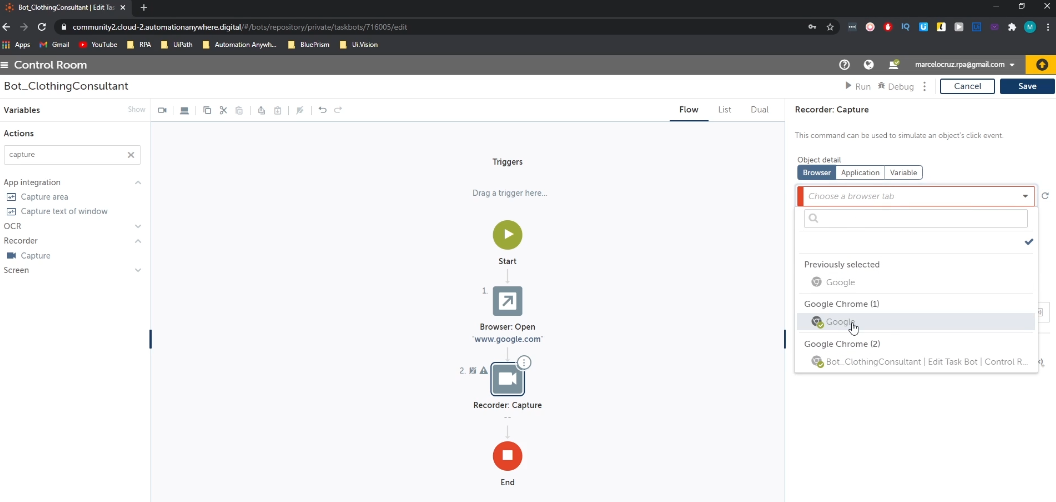 Bot_ClothingConsultant | Edit Tas
community2.cloud-2.automationanywhere.digital/#/bots/repository/private/taskbots/716005/edit
Apps Gmail YouTube RPA UiPath Automation Anywh... BluePrism Ui.Vision
Control Room
marcelocruz.rpa@gmail.com
Bot_ClothingConsultant
Run Debug Cancel Save
Variables Show
Flow List Dual
Recorder: Capture
Actions
This command can be used to simulate an object's click event.
capture
Triggers
Object detail
Browser Application Variable
App integration
Capture area
Drag a trigger here...
Choose a browser tab
Capture text of window
OCR
Recorder
Capture
Screen
Start
Previously selected
Google
1.
Google Chrome (1)
Google
Browser: Open
"www.google.com"
Google Chrome (2)
Bot_ClothingConsultant | Edit Task Bot | Control R...
2.
Recorder: Capture
--
End